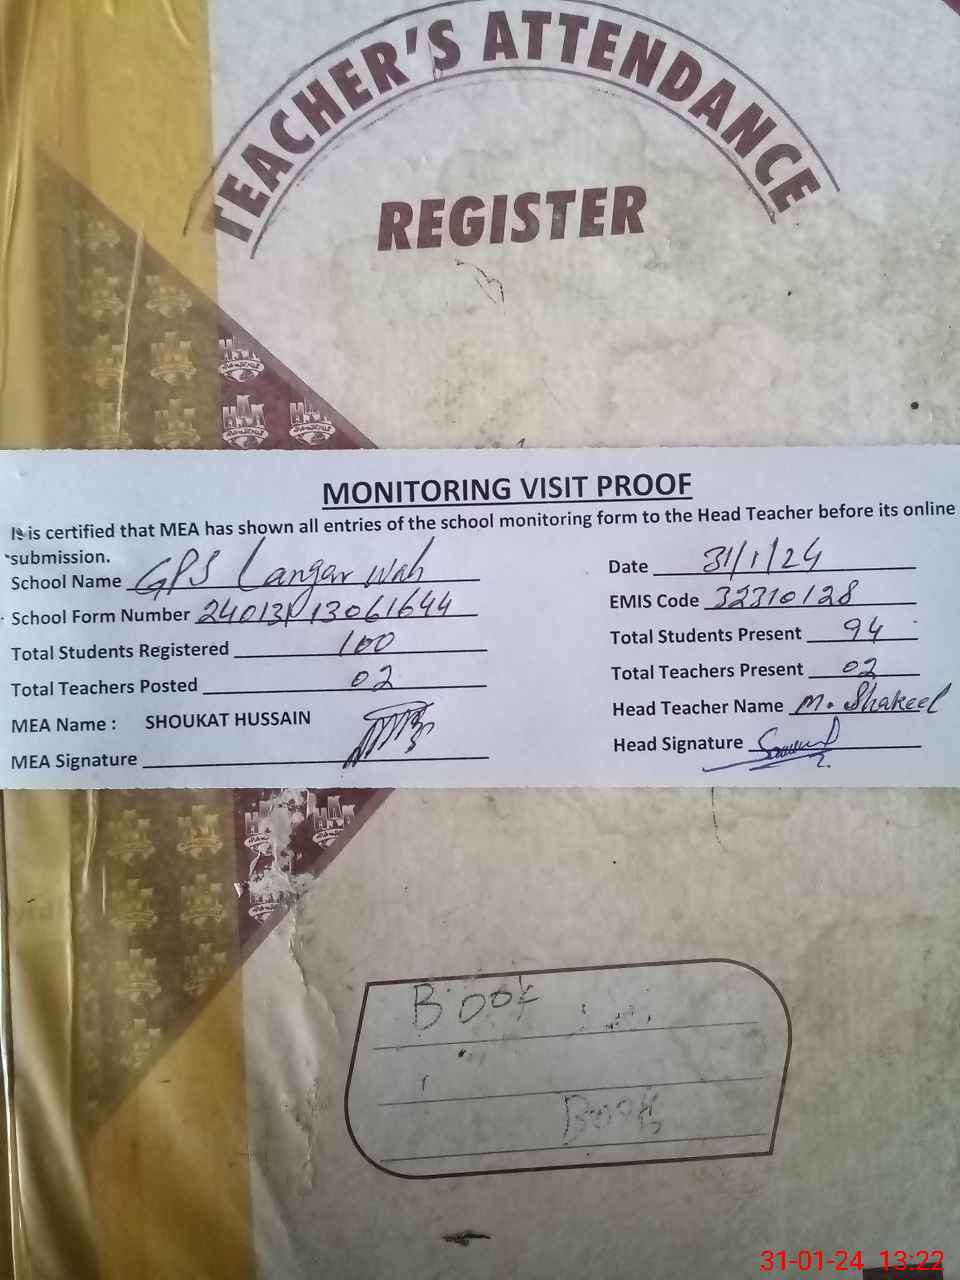 TEACHER'S ATTENDANCE
REGISTER
MONITORING VISIT PROOF
It is certified that MEA has shown all entries of the school monitoring form to the Head Teacher before its online
submission.
School Name GPS Langar Wah
Date 31/1/24
School Form Number 24013113061644
EMIS Code 32310128
Total Students Registered 100
Total Students Present 94
Total Teachers Posted 02
Total Teachers Present 02
MEA Name : SHOUKAT HUSSAIN
Head Teacher Name M. Shakeel
MEA Signature
Head Signature
Book
Book
31-01-24 13:22